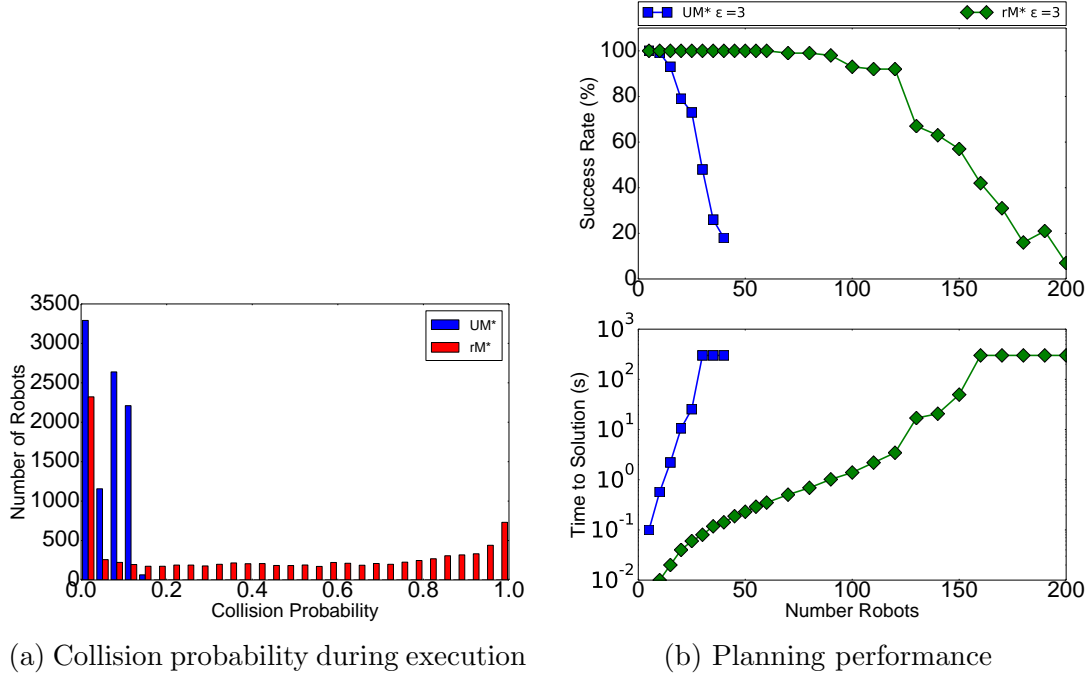 UM* ε=3
rM* ε=3
100
80
60
40
20
0
Success Rate (%)
0 50 100 150 200
3500
3000
2500
2000
1500
1000
500
0
Number of Robots
UM*
rM*
0.0 0.2 0.4 0.6 0.8 1.0
Collision Probability
10^3
10^2
10^1
10^0
10^-1
10^-2
Time to Solution (s)
0 50 100 150 200
Number Robots
(a) Collision probability during execution
(b) Planning performance